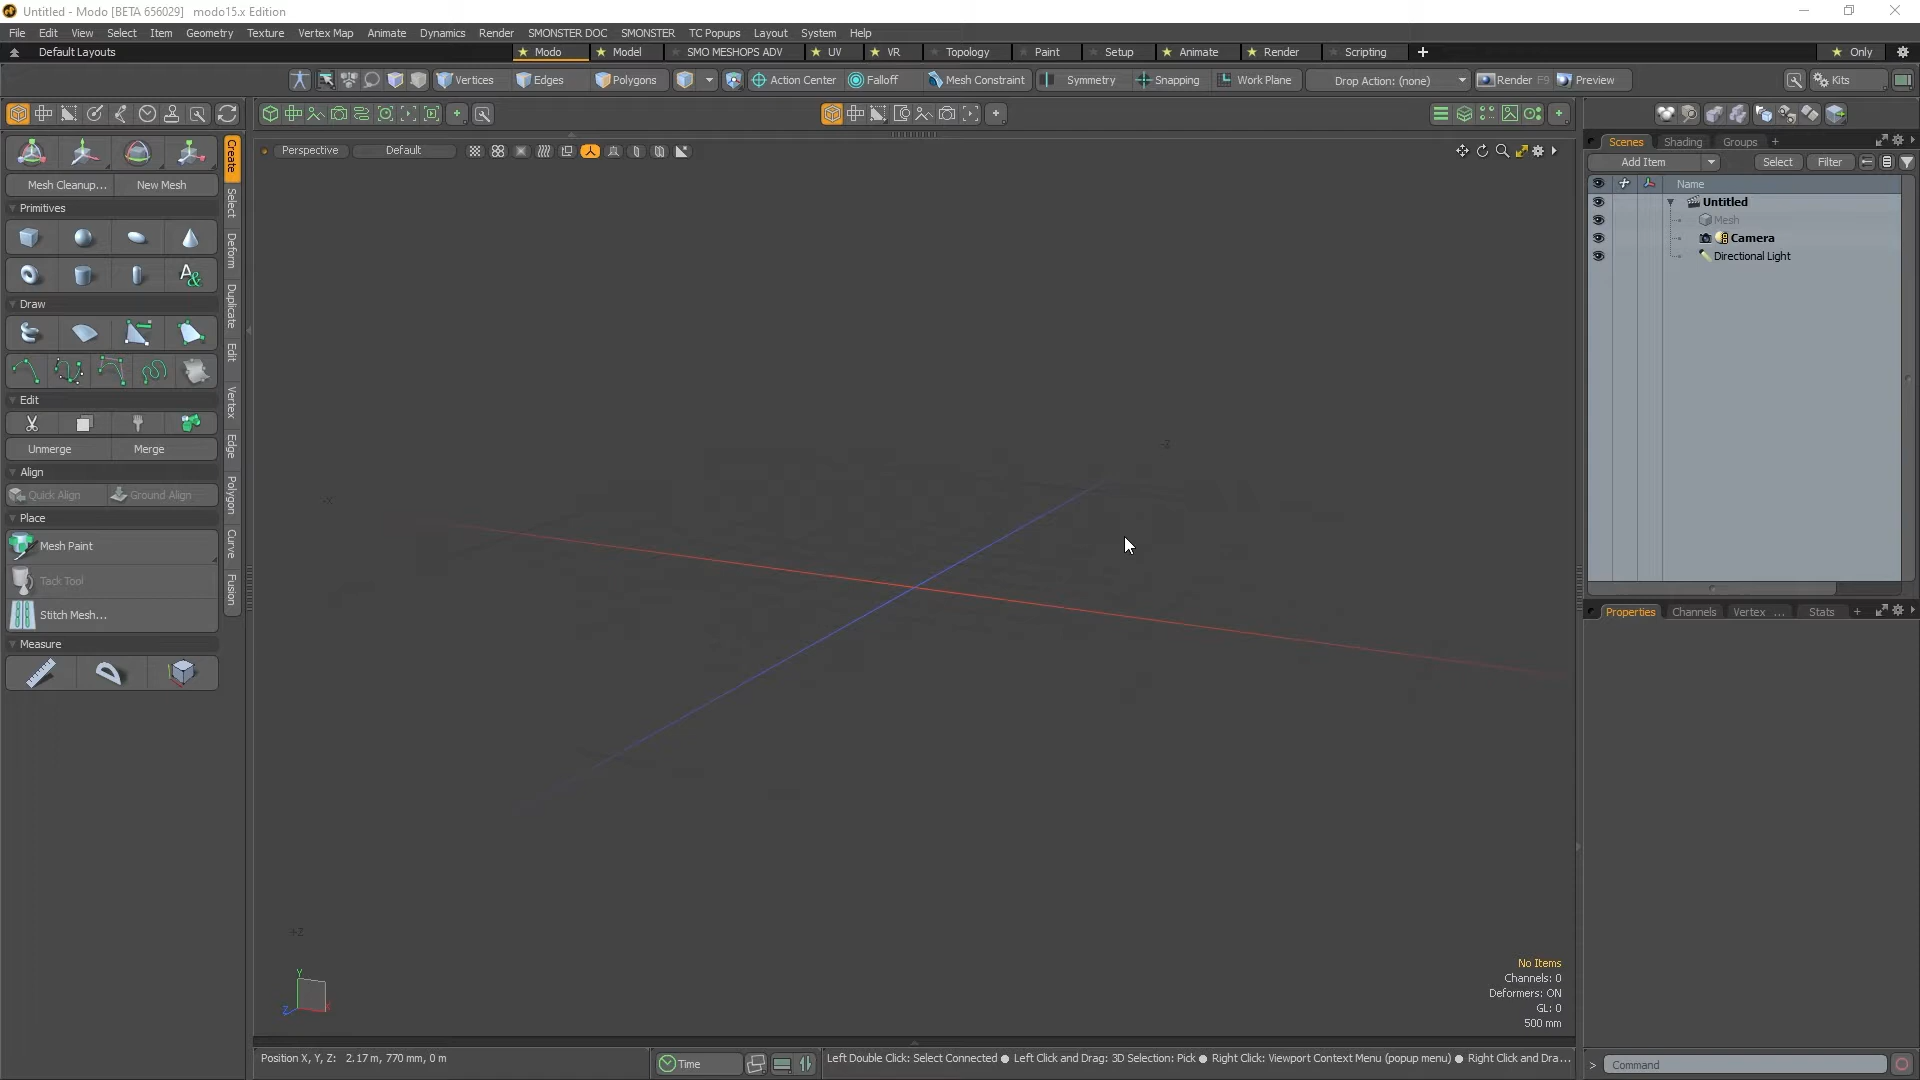 Untitled - Modo [BETA 656029]   modo15.x Edition
File Edit View Select Item Geometry Texture Vertex Map Animate Dynamics Render SMONSTER DOC SMONSTER TC Popups Layout System Help
Default Layouts Modo Model SMO MESHOPS ADV UV VR Topology Paint Setup Animate Render Scripting + Only
Vertices Edges Polygons Action Center Falloff Mesh Constraint Symmetry Snapping Work Plane Drop Action: (none) Render F9 Preview Kits
Perspective Default
Scenes Shading Groups +
Add Item Select Filter
Name
Untitled
Mesh
Camera
Directional Light
Mesh Cleanup... New Mesh
Primitives
Draw
Edit
Unmerge Merge
Align
Quick Align Ground Align
Place
Mesh Paint
Tack Tool
Stitch Mesh...
Measure
Create
Select
Deform
Duplicate
Edit
Vertex
Edge
Polygon
Curve
Fusion
-Z
-X
+Z
Y
Z
X
Properties Channels Vertex ... Stats +
No Items
Channels: 0
Deformers: ON
GL: 0
500 mm
Position X, Y, Z:   2.17 m, 770 mm, 0 m
Time
Left Double Click: Select Connected ● Left Click and Drag: 3D Selection: Pick ● Right Click: Viewport Context Menu (popup menu) ● Right Click and Dra...
> Command